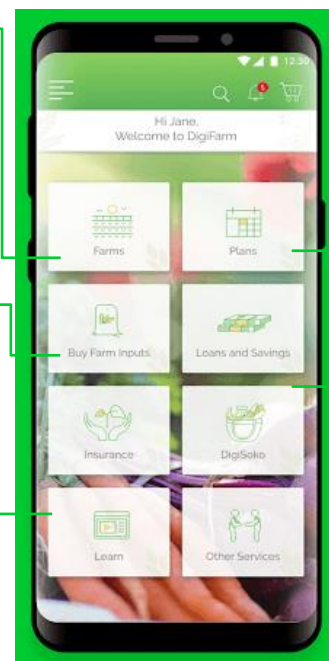 12:30
Hi Jane,
Welcome to DigiFarm
Farms
Plans
Buy Farm Inputs
Loans and Savings
Insurance
DigiSoko
Learn
Other Services